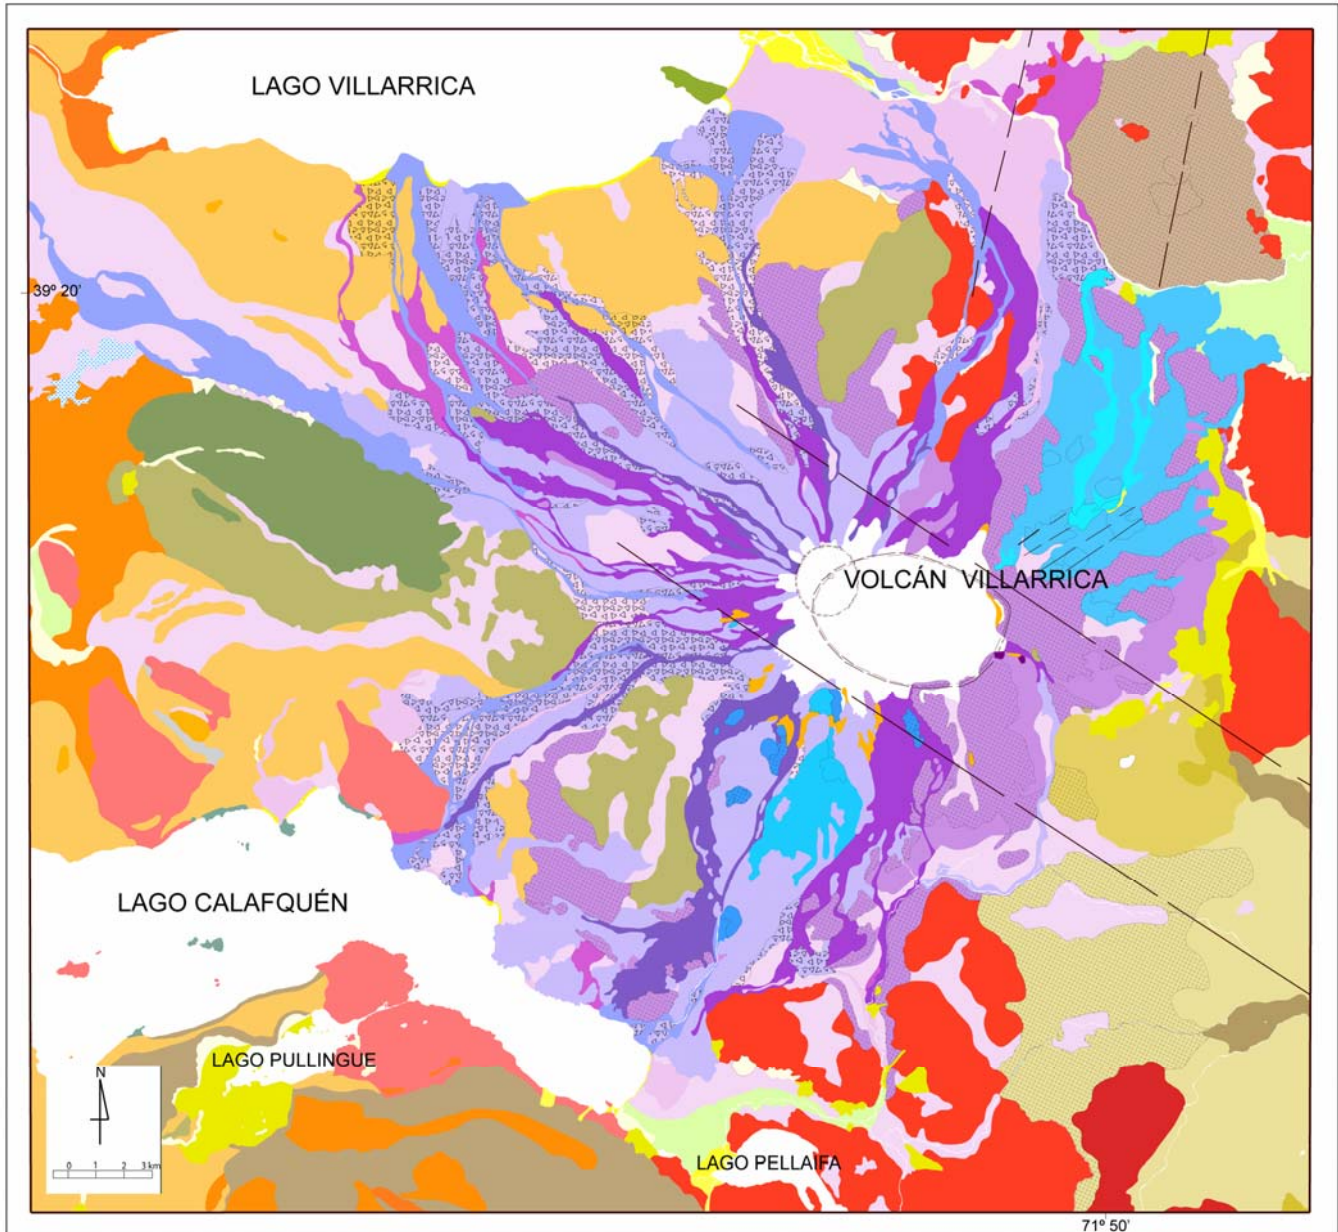 LAGO VILLARRICA
39º 20'
VOLCÁN VILLARRICA
LAGO CALAFQUÉN
LAGO PULLINGUE
N
0 1 2 3 km
LAGO PELLAIFA
71º 50'